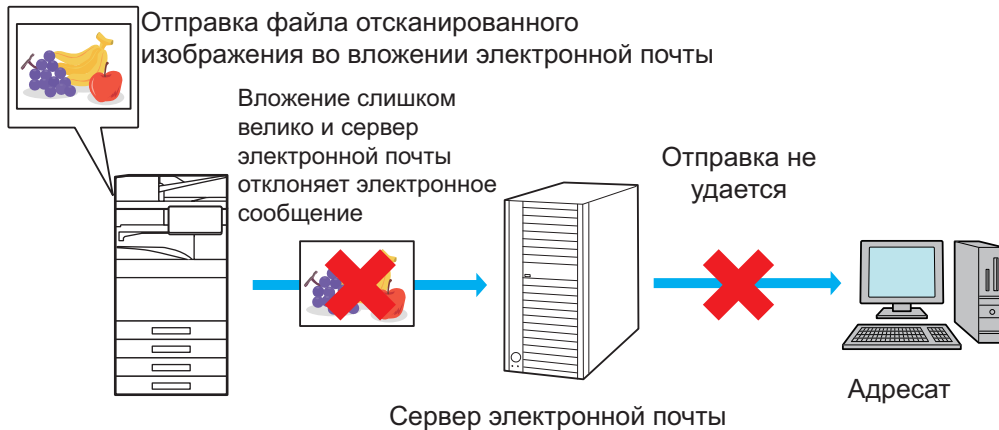 Отправка файла отсканированного
изображения во вложении электронной почты
Вложение слишком
велико и сервер
электронной почты
отклоняет электронное
сообщение
Отправка не
удается
Адресат
Сервер электронной почты